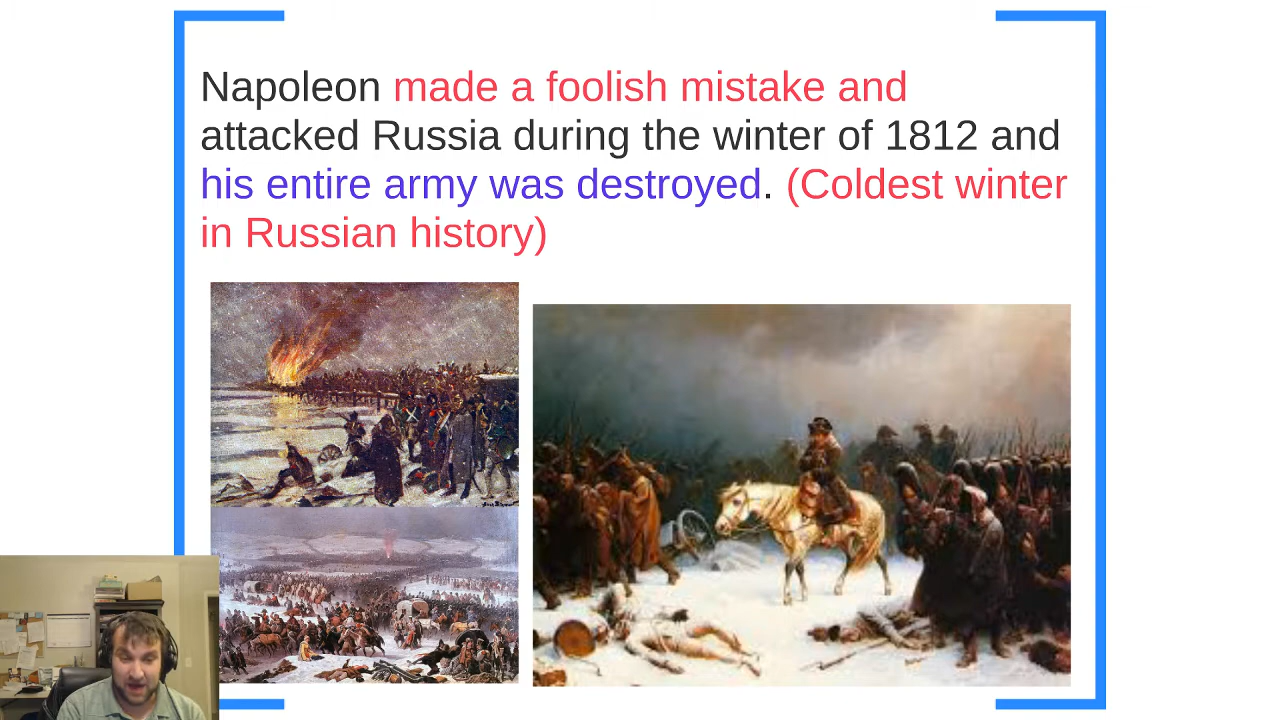 Napoleon made a foolish mistake and
attacked Russia during the winter of 1812 and
his entire army was destroyed. (Coldest winter
in Russian history)